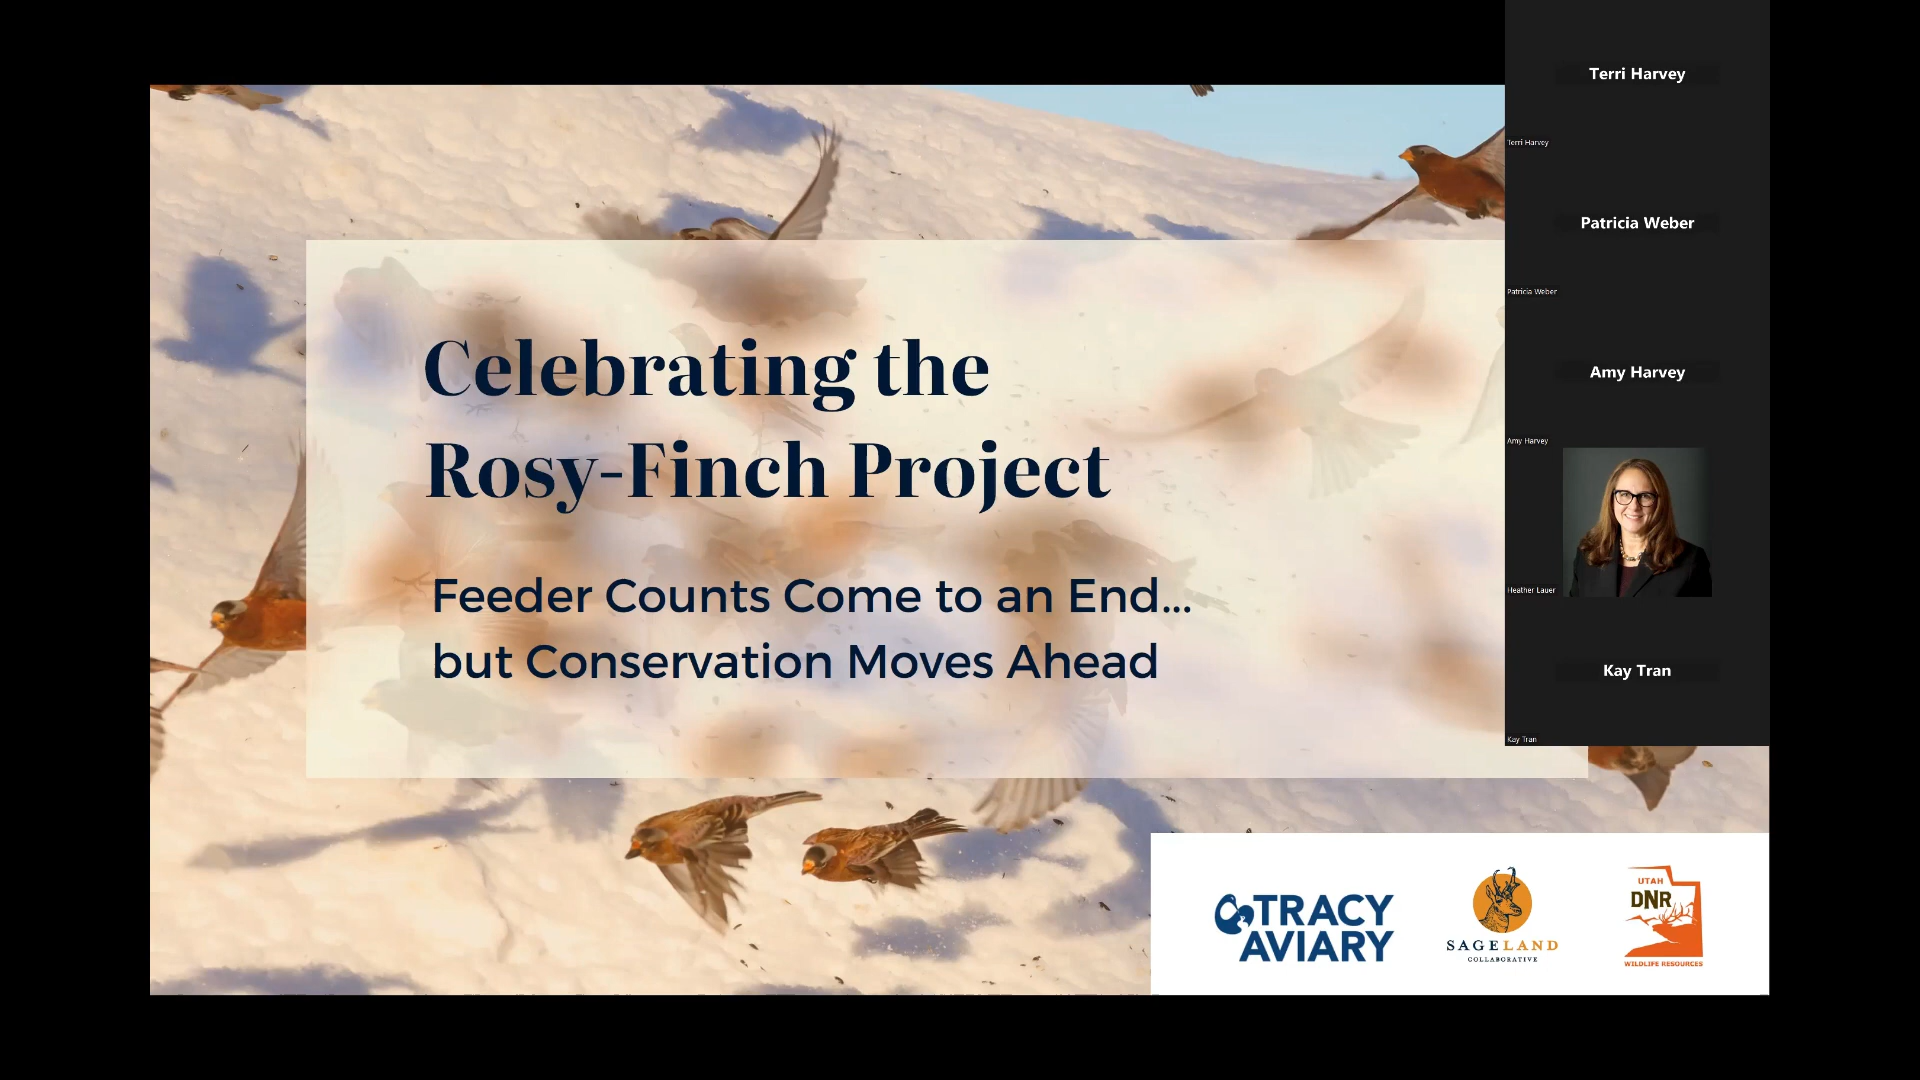 Celebrating the
Rosy-Finch Project
Feeder Counts Come to an End...
but Conservation Moves Ahead
TRACY
AVIARY
SAGELAND
COLLABORATIVE
UTAH
DNR
WILDLIFE RESOURCES
Terri Harvey
Terri Harvey
Patricia Weber
Patricia Weber
Amy Harvey
Amy Harvey
Heather Lauer
Kay Tran
Kay Tran